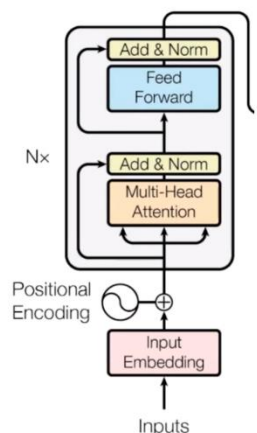 Add & Norm
Feed
Forward
N×
Add & Norm
Multi-Head
Attention
Positional
Encoding
Input
Embedding
Inputs